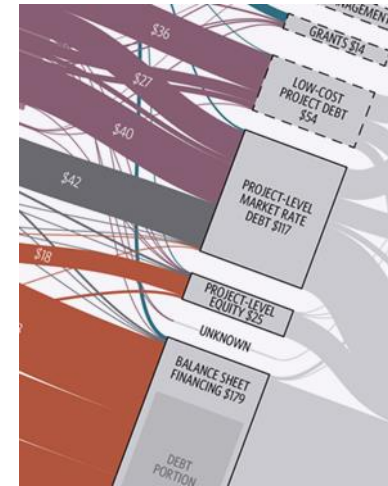 GRANTS $14
$36
LOW-COST
PROJECT DEBT
$54
$27
$40
PROJECT-LEVEL
MARKET RATE
DEBT $117
$42
$18
PROJECT-LEVEL
EQUITY $25
UNKNOWN
BALANCE SHEET
FINANCING $179
DEBT
PORTION